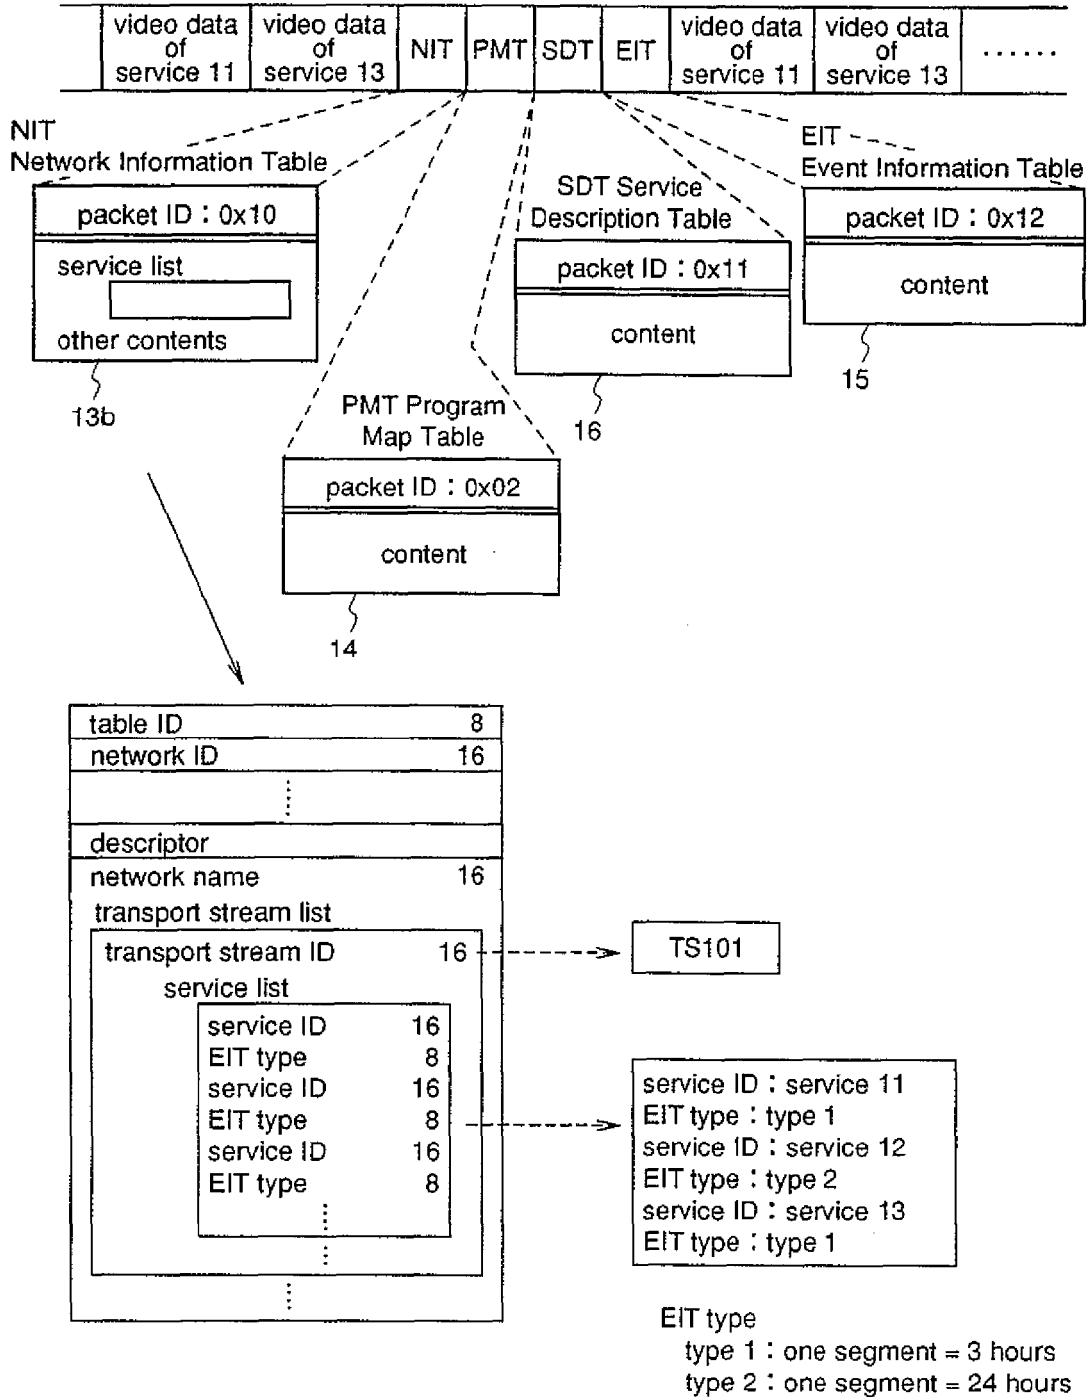 video data
of
service 11
video data
of
service 13
NIT
PMT
SDT
EIT
video data
of
service 11
video data
of
service 13
......
NIT
Network Information Table
packet ID : 0x10
service list
other contents
13b
PMT Program
Map Table
packet ID : 0x02
content
14
SDT Service
Description Table
packet ID : 0x11
content
16
EIT
Event Information Table
packet ID : 0x12
content
15
table ID 8
network ID 16
descriptor
network name 16
transport stream list
transport stream ID 16
service list
service ID 16
EIT type 8
service ID 16
EIT type 8
service ID 16
EIT type 8
TS101
service ID : service 11
EIT type : type 1
service ID : service 12
EIT type : type 2
service ID : service 13
EIT type : type 1
EIT type
type 1 : one segment = 3 hours
type 2 : one segment = 24 hours